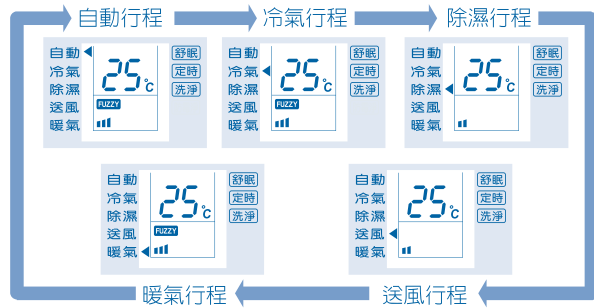 自動行程
冷氣行程
除濕行程
自動
冷氣
除濕
送風
暖氣
25℃
FUZZY
舒眠
定時
洗淨
自動
冷氣
除濕
送風
暖氣
25℃
FUZZY
舒眠
定時
洗淨
自動
冷氣
除濕
送風
暖氣
25℃
舒眠
定時
洗淨
自動
冷氣
除濕
送風
暖氣
25℃
FUZZY
舒眠
定時
洗淨
自動
冷氣
除濕
送風
暖氣
25℃
舒眠
定時
洗淨
暖氣行程
送風行程